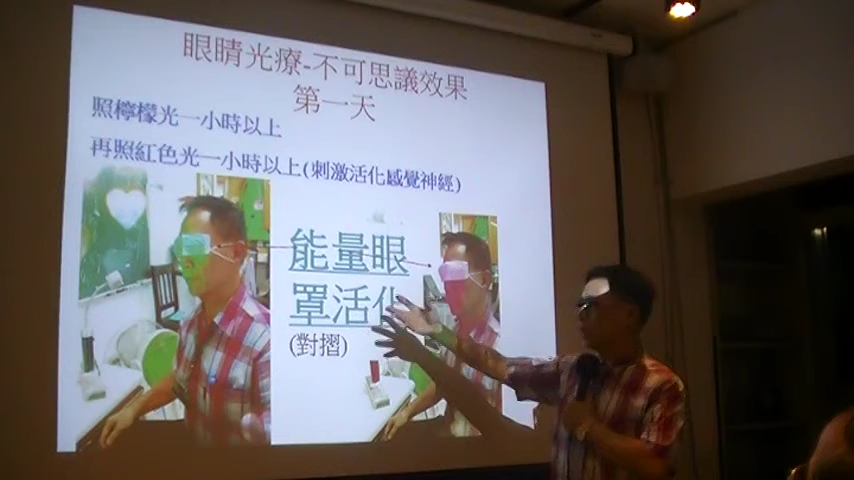 眼睛光療-不可思議效果
第一天
照檸檬光一小時以上
再照紅色光一小時以上(刺激活化感覺神經)
能量眼
罩活化
(對摺)